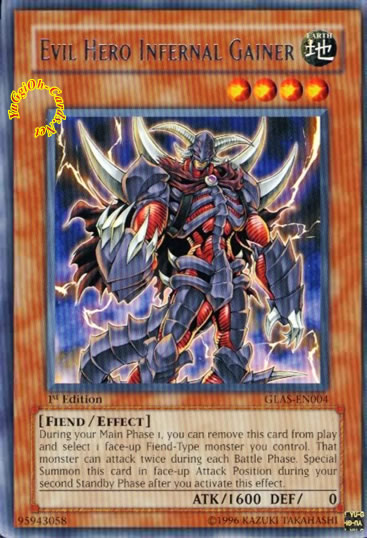 EVIL HERO INFERNAL GAINER
EARTH
地
YuGgiOh-Cards.Net
1st Edition
GLAS-EN004
[FIEND/EFFECT]
During your Main Phase 1, you can remove this card from play
and select 1 face-up Fiend-Type monster you control. That
monster can attack twice during each Battle Phase. Special
Summon this card in face-up Attack Position during your
second Standby Phase after you activate this effect.
ATK/1600 DEF/ 0
95943058
©1996 KAZUKI TAKAHASHI